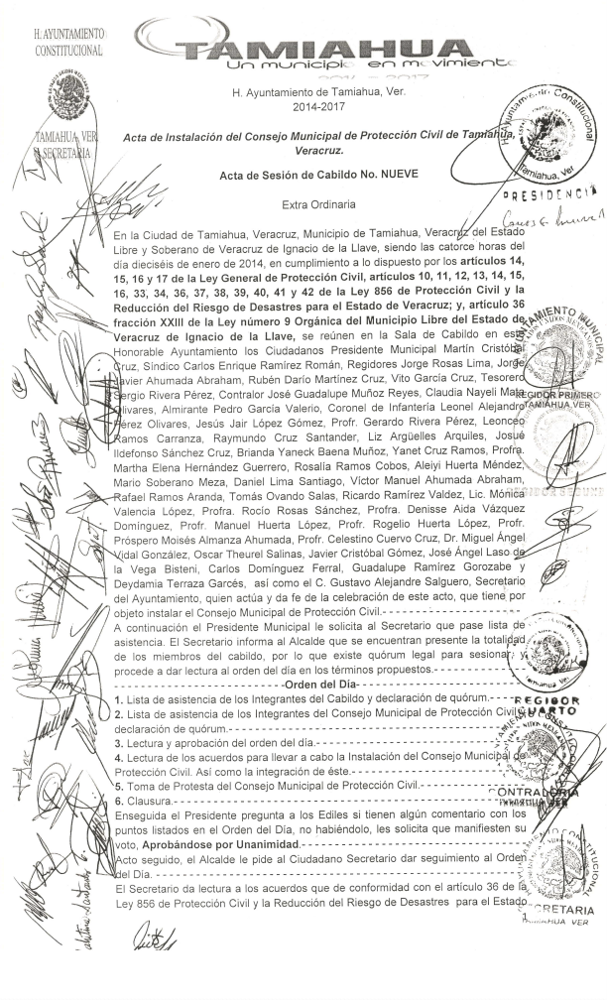 H. AYUNTAMIENTO
CONSTITUCIONAL
TAMIAHUA, VER
SECRETARIA
TAMIAHUA
Un municipio en movimiento
2014 - 2017
H. Ayuntamiento de Tamiahua, Ver.
2014-2017
Acta de Instalación del Consejo Municipal de Protección Civil de Tamiahua,
Veracruz.
Acta de Sesión de Cabildo No. NUEVE
Extra Ordinaria
H. Ayuntamiento Constitucional
Tamiahua, Ver
PRESIDENCIA
En la Ciudad de Tamiahua, Veracruz, Municipio de Tamiahua, Veracruz del Estado
Libre y Soberano de Veracruz de Ignacio de la Llave, siendo las catorce horas del
día dieciséis de enero de 2014, en cumplimiento a lo dispuesto por los artículos 14,
15, 16 y 17 de la Ley General de Protección Civil, artículos 10, 11, 12, 13, 14, 15,
16, 33, 34, 36, 37, 38, 39, 40, 41 y 42 de la Ley 856 de Protección Civil y la
Reducción del Riesgo de Desastres para el Estado de Veracruz; y, artículo 36
fracción XXIII de la Ley número 9 Orgánica del Municipio Libre del Estado de
Veracruz de Ignacio de la Llave, se reúnen en la Sala de Cabildo en este
Honorable Ayuntamiento los Ciudadanos Presidente Municipal Martín Cristóbal
Cruz, Síndico Carlos Enrique Ramírez Román, Regidores Jorge Rosas Lima, Jorge
Javier Ahumada Abraham, Rubén Darío Martínez Cruz, Vito García Cruz, Tesorero
Sergio Rivera Pérez, Contralor José Guadalupe Muñoz Reyes, Claudia Nayeli Mata
Olivares, Almirante Pedro García Valerio, Coronel de Infantería Leonel Alejandro
Pérez Olivares, Jesús Jair López Gómez, Profr. Gerardo Rivera Pérez, Leoncio
Ramos Carranza, Raymundo Cruz Santander, Liz Argüelles Arquiles, Josué
Ildefonso Sánchez Cruz, Brianda Yaneck Baena Muñoz, Yanet Cruz Ramos, Profra.
Martha Elena Hernández Guerrero, Rosalía Ramos Cobos, Aleiyi Huerta Méndez,
Mario Soberano Meza, Daniel Lima Santiago, Víctor Manuel Ahumada Abraham,
Rafael Ramos Aranda, Tomás Ovando Salas, Ricardo Ramírez Valdez, Lic. Mónica
Valencia López, Profra. Rocío Rosas Sánchez, Profra. Denisse Aida Vázquez
Domínguez, Profr. Manuel Huerta López, Profr. Rogelio Huerta López, Profr.
Próspero Moisés Almanza Ahumada, Profr. Celestino Cuervo Cruz, Dr. Miguel Ángel
Vidal González, Oscar Theurel Salinas, Javier Cristóbal Gómez, José Ángel Laso de
la Vega Bisteni, Carlos Domínguez Ferral, Guadalupe Ramírez Gorozabe y
Deydamia Terraza Garcés, así como el C. Gustavo Alejandre Salguero, Secretario
del Ayuntamiento, quien actúa y da fe de la celebración de este acto, que tiene por
objeto instalar el Consejo Municipal de Protección Civil.
A continuación el Presidente Municipal le solicita al Secretario que pase lista de
asistencia. El Secretario informa al Alcalde que se encuentran presente la totalidad
de los miembros del cabildo, por lo que existe quórum legal para sesionar, y
procede a dar lectura al orden del día en los términos propuestos.
Orden del Día
1. Lista de asistencia de los Integrantes del Cabildo y declaración de quórum.
2. Lista de asistencia de los Integrantes del Consejo Municipal de Protección Civil y
declaración de quórum.
3. Lectura y aprobación del orden del día.
4. Lectura de los acuerdos para llevar a cabo la Instalación del Consejo Municipal de
Protección Civil. Así como la integración de éste.
5. Toma de Protesta del Consejo Municipal de Protección Civil.
6. Clausura.
Enseguida el Presidente pregunta a los Ediles si tienen algún comentario con los
puntos listados en el Orden del Día, no habiéndolo, les solicita que manifiesten su
voto, Aprobándose por Unanimidad.
Acto seguido, el Alcalde le pide al Ciudadano Secretario dar seguimiento al Orden
del Día.
El Secretario da lectura a los acuerdos que de conformidad con el artículo 36 de la
Ley 856 de Protección Civil y la Reducción del Riesgo de Desastres para el Estado
1
REGIDOR PRIMERO
TAMIAHUA, VER
REGIDOR SEGUNDO
Tamiahua Ver
REGIDOR
CUARTO
CONTRALORIA
TAMIAHUA VER
SECRETARIA
TAMIAHUA VER